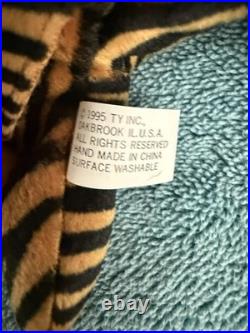 © 1995 TY INC.,
OAKBROOK IL. U.S.A.
ALL RIGHTS RESERVED
HAND MADE IN CHINA
SURFACE WASHABLE